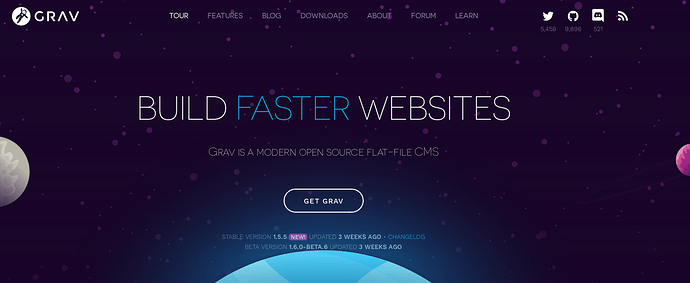 GRAV
TOUR FEATURES BLOG DOWNLOADS ABOUT FORUM LEARN
5,458 9,896 521
BUILD FASTER WEBSITES
GRAV IS A MODERN OPEN SOURCE FLAT-FILE CMS
GET GRAV
STABLE VERSION 1.5.5 NEW! UPDATED 3 WEEKS AGO • CHANGELOG
BETA VERSION 1.6.0-BETA.6 UPDATED 3 WEEKS AGO